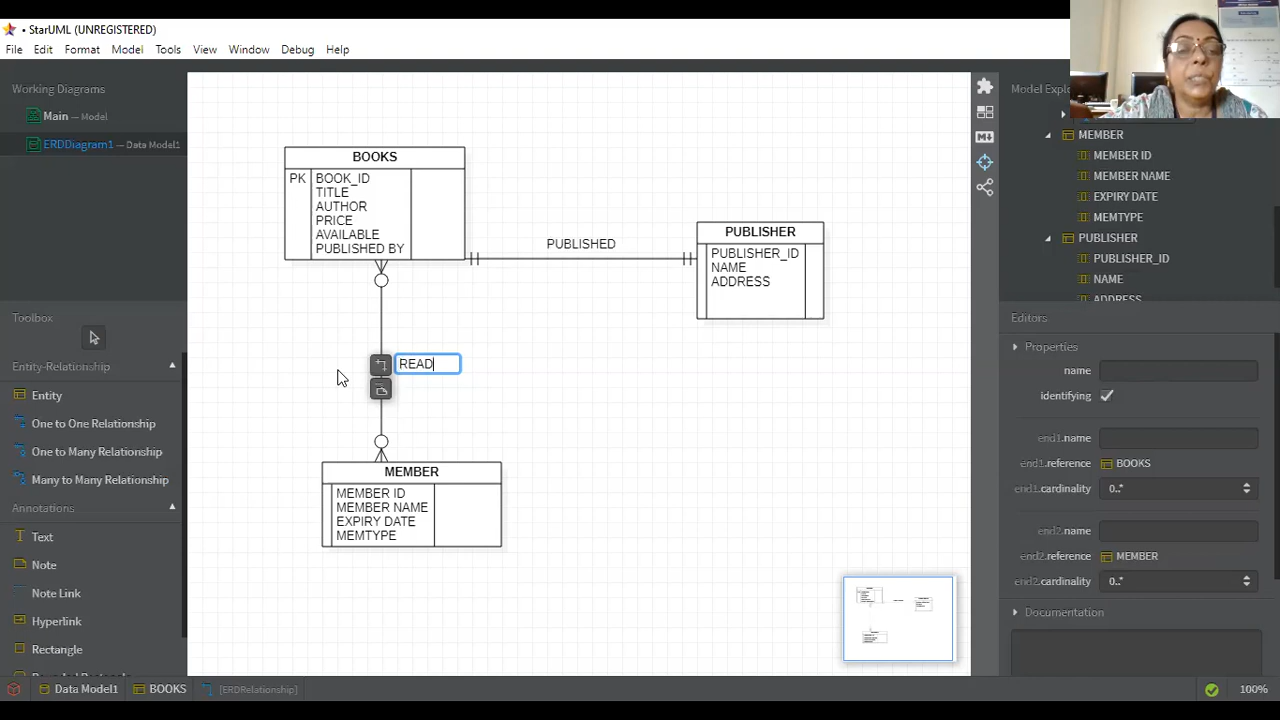 • StarUML (UNREGISTERED)
File Edit Format Model Tools View Window Debug Help
Working Diagrams
Main — Model
ERDDiagram1 — Data Model1
Toolbox
Entity-Relationship
Entity
One to One Relationship
One to Many Relationship
Many to Many Relationship
Annotations
Text
Note
Note Link
Hyperlink
Rectangle
BOOKS
PK BOOK_ID
TITLE
AUTHOR
PRICE
AVAILABLE
PUBLISHED BY
PUBLISHED
PUBLISHER
PUBLISHER_ID
NAME
ADDRESS
READ
MEMBER
MEMBER ID
MEMBER NAME
EXPIRY DATE
MEMTYPE
Model
MEMBER
MEMBER ID
MEMBER NAME
EXPIRY DATE
MEMTYPE
PUBLISHER
PUBLISHER_ID
NAME
ADDRESS
Editors
Properties
name
identifying
end1.name
end1.reference BOOKS
end1.cardinality 0..*
end2.name
end2.reference MEMBER
end2.cardinality 0..*
Documentation
Data Model1 BOOKS [ERDRelationship] 100%